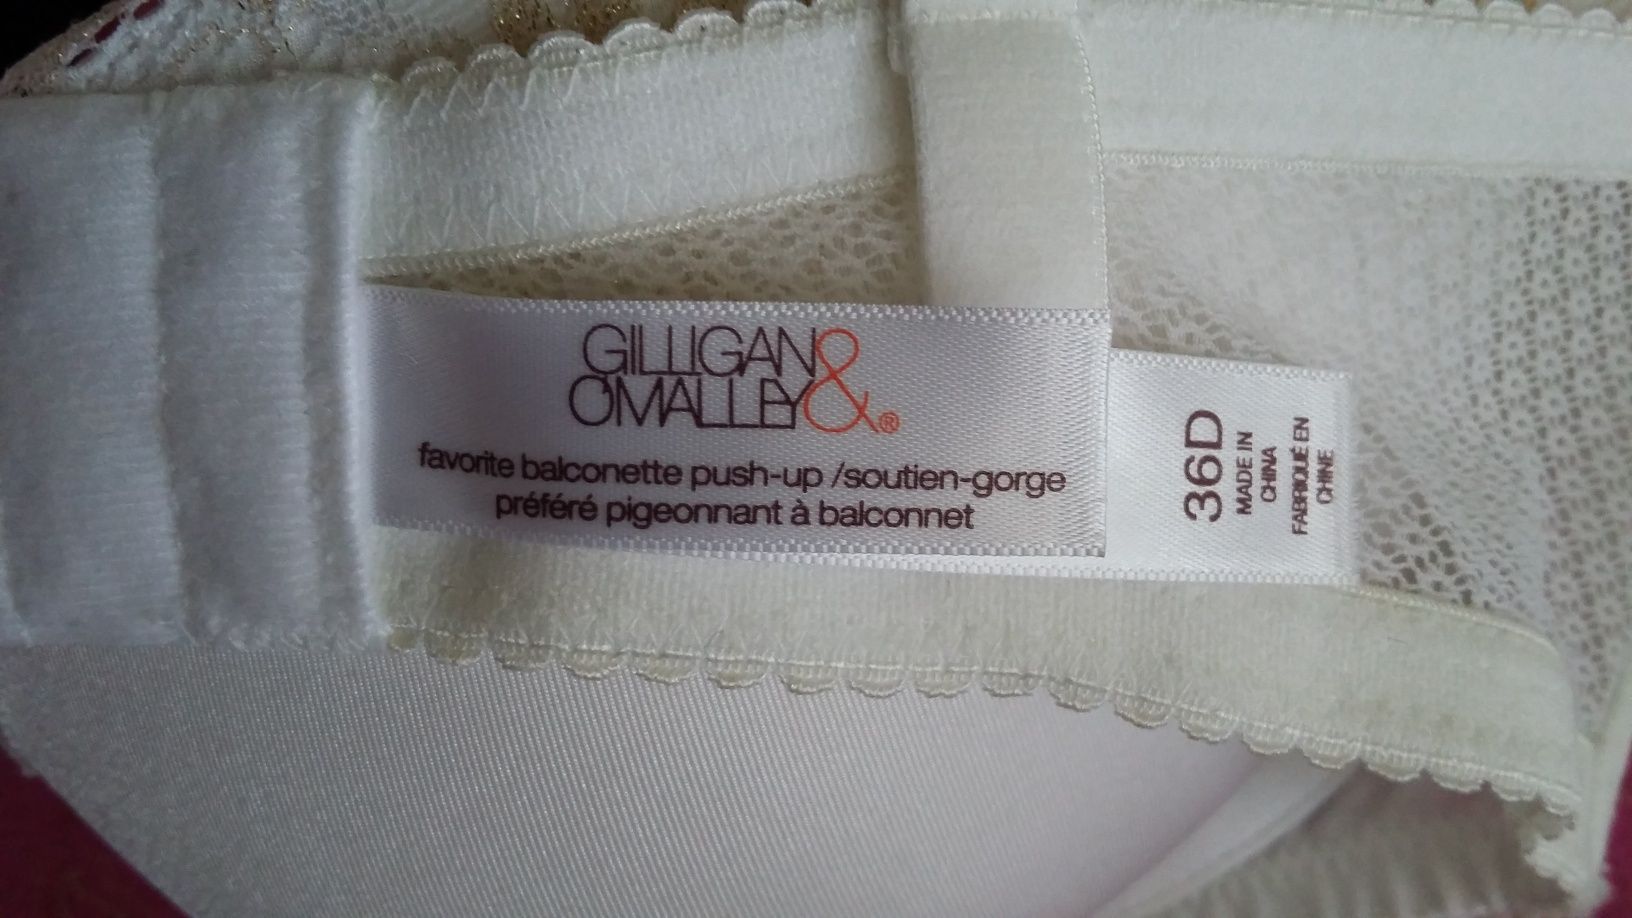 GILLIGAN &
O'MALLEY ®
favorite balconette push-up /soutien-gorge
préféré pigeonnant à balconnet
36D
MADE IN
CHINA
FABRIQUÉ EN
CHINE